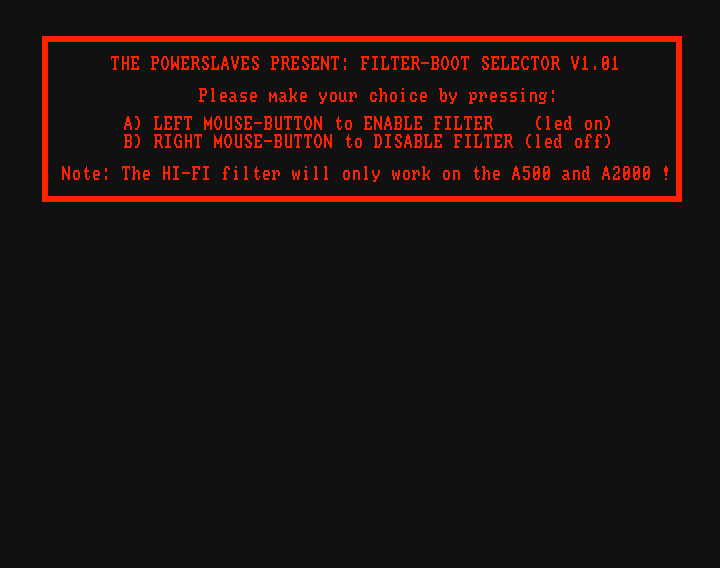 THE POWERSLAVES PRESENT: FILTER-BOOT SELECTOR V1.01
Please make your choice by pressing:
A) LEFT MOUSE-BUTTON to ENABLE FILTER    (led on)
B) RIGHT MOUSE-BUTTON to DISABLE FILTER (led off)
Note: The HI-FI filter will only work on the A500 and A2000 !